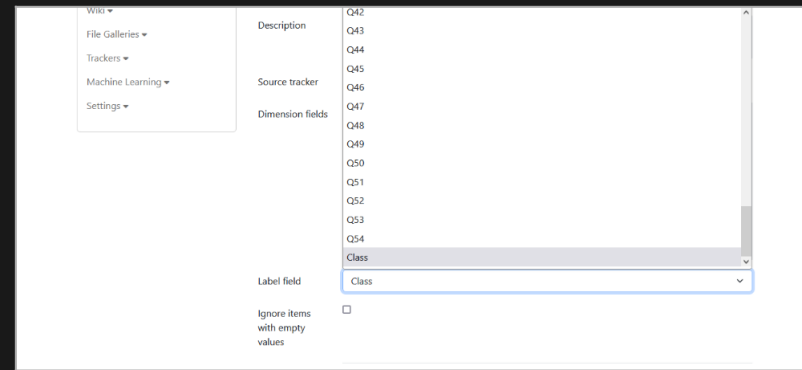 Wiki
File Galleries
Trackers
Machine Learning
Settings
Description
Source tracker
Dimension fields
Q42
Q43
Q44
Q45
Q46
Q47
Q48
Q49
Q50
Q51
Q52
Q53
Q54
Class
Label field
Class
Ignore items
with empty
values